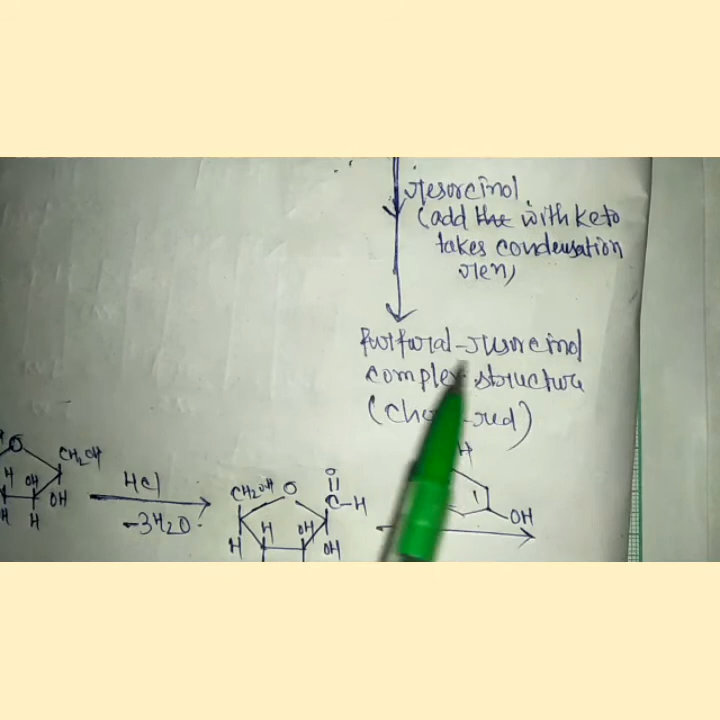 resorcinol.
(add the with keto
takes condensation
rxn)
furfural-resorcinol
complex structure
( -red)
O
CH₂OH
H
OH
OH
H
H
HCl
-3H₂O
CH₂OH
O
O
C-H
H
H
OH
OH
H
OH